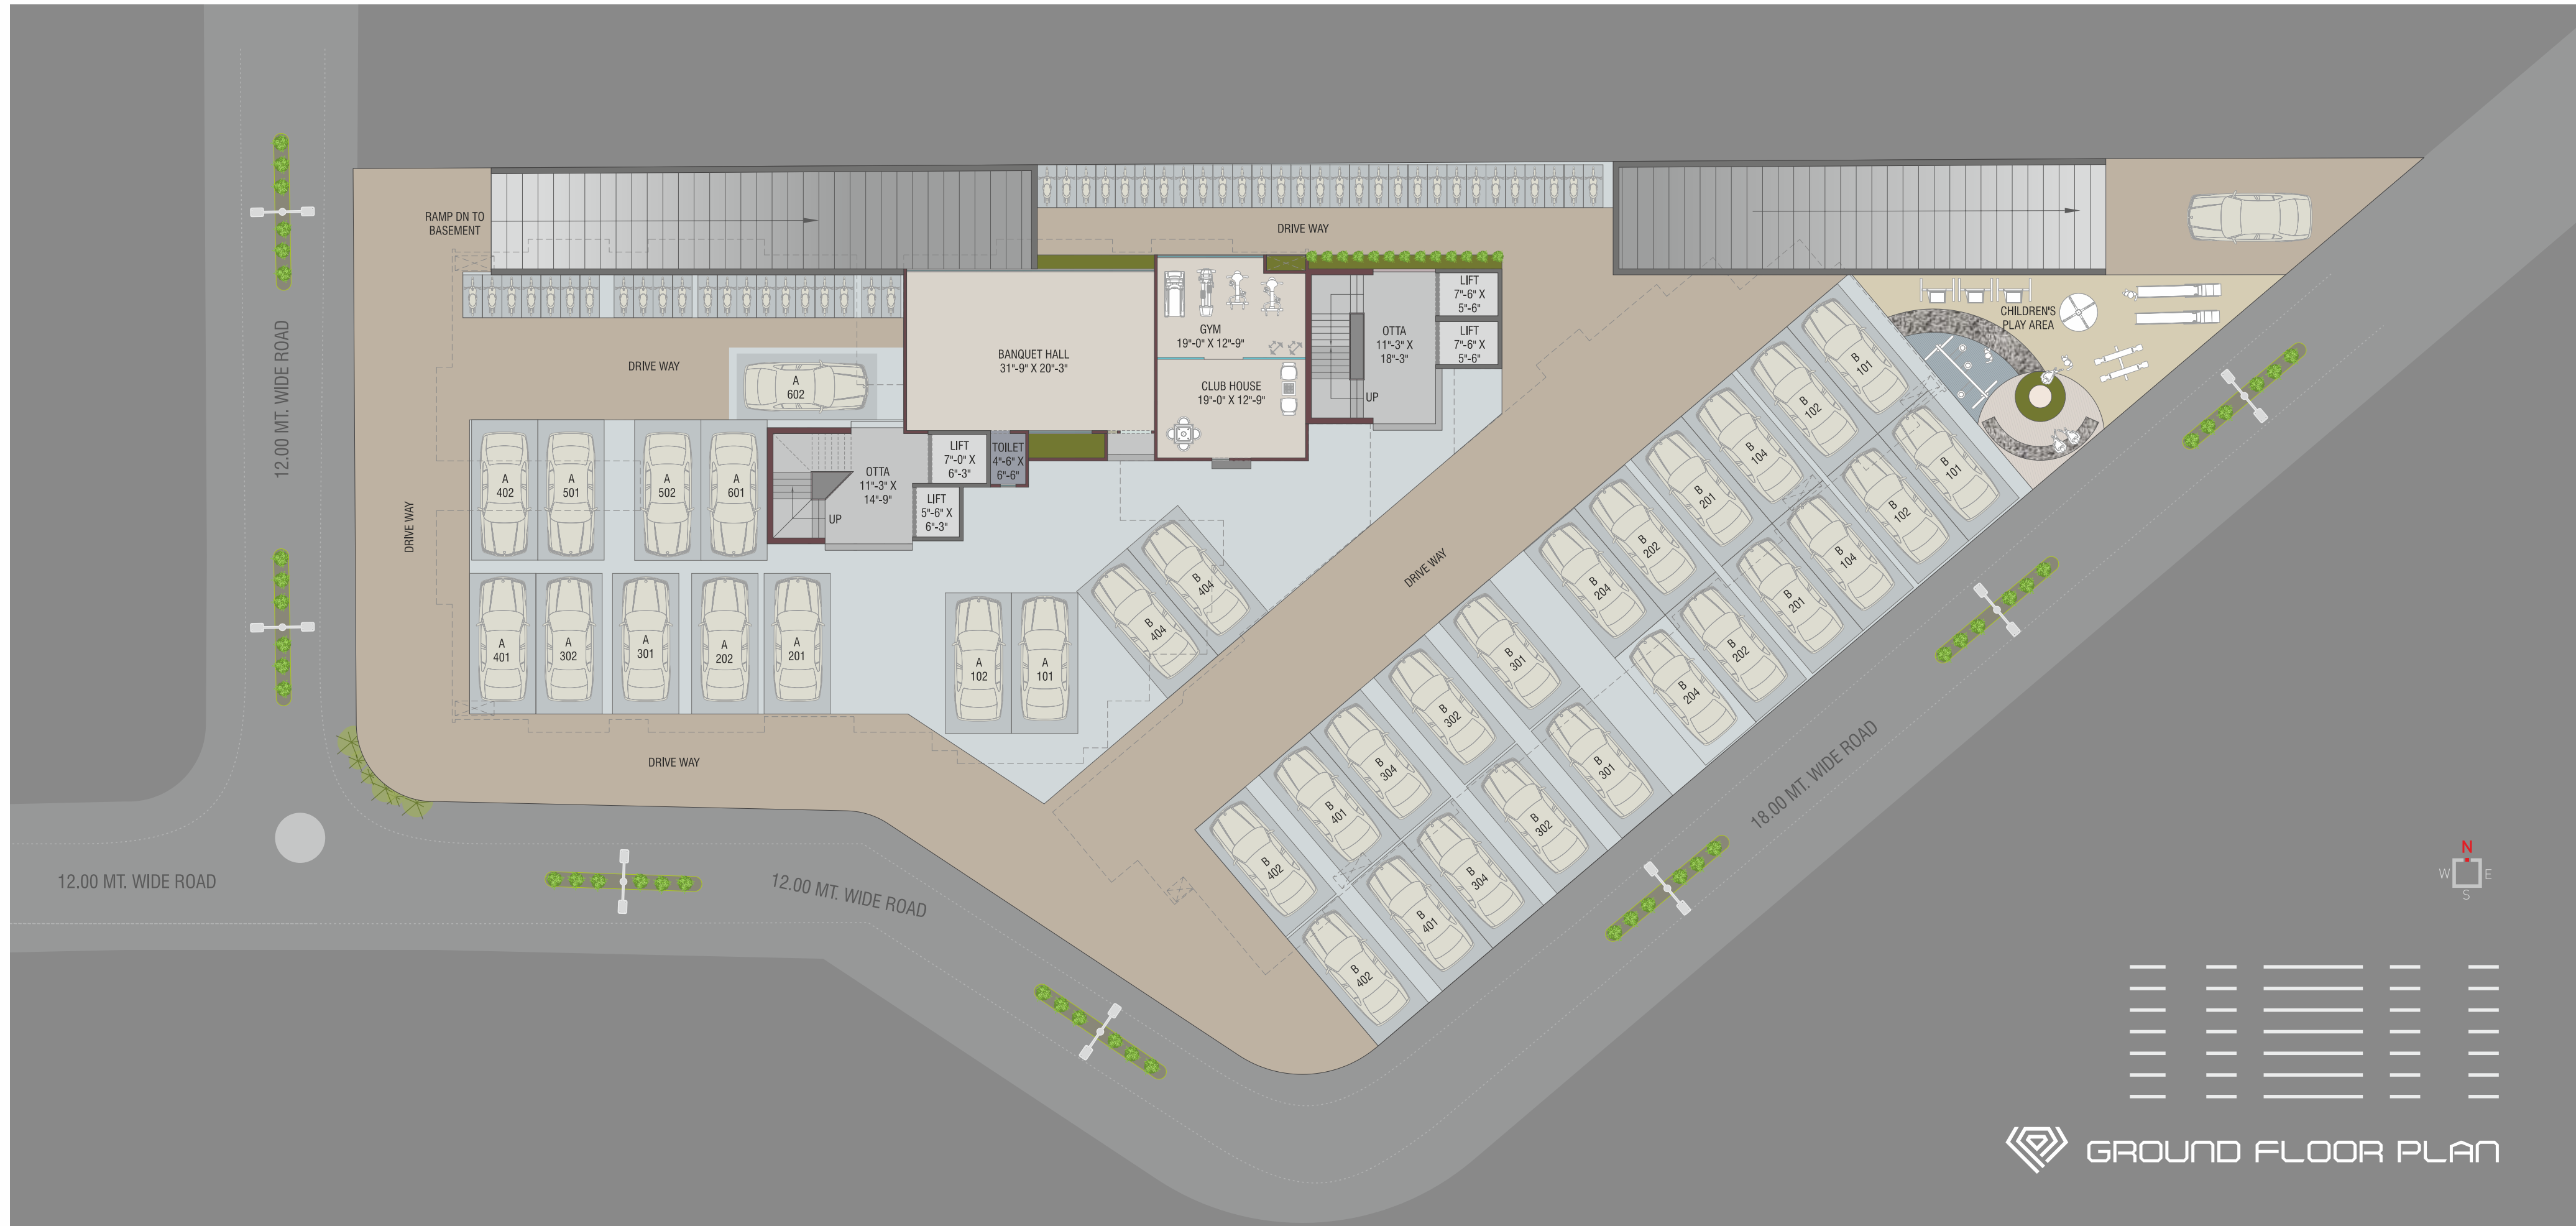 RAMP DN TO
BASEMENT
DRIVE WAY
12.00 MT. WIDE ROAD
DRIVE WAY
A
602
BANQUET HALL
31"-9" X 20"-3"
GYM
19"-0" X 12"-9"
CLUB HOUSE
19"-0" X 12"-9"
OTTA
11"-3" X
18"-3"
UP
LIFT
7"-6" X
5"-6"
LIFT
7"-6" X
5"-6"
CHILDREN'S
PLAY AREA
DRIVE WAY
A
402
A
501
A
502
A
601
UP
OTTA
11"-3" X
14"-9"
LIFT
7"-0" X
6"-3"
TOILET
4"-6" X
6"-6"
LIFT
5"-6" X
6"-3"
A
401
A
302
A
301
A
202
A
201
A
102
A
101
B
404
B
404
DRIVE WAY
DRIVE WAY
B
101
B
102
B
104
B
201
B
202
B
204
B
301
B
302
B
304
B
401
B
402
B
101
B
102
B
104
B
201
B
202
B
204
B
301
B
302
B
304
B
401
B
402
18.00 MT. WIDE ROAD
12.00 MT. WIDE ROAD
12.00 MT. WIDE ROAD
N
W
E
S
GROUND FLOOR PLAN